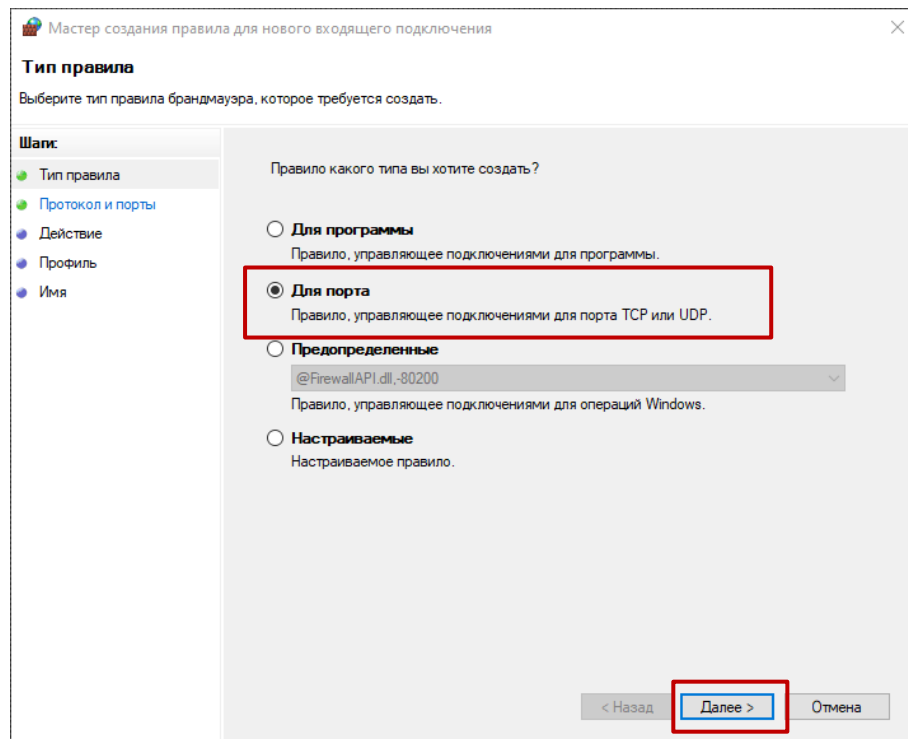 Мастер создания правила для нового входящего подключения
Тип правила
Выберите тип правила брандмауэра, которое требуется создать.
Шаги:
Тип правила
Протокол и порты
Действие
Профиль
Имя
Правило какого типа вы хотите создать?
Для программы
Правило, управляющее подключениями для программы.
Для порта
Правило, управляющее подключениями для порта TCP или UDP.
Предопределенные
@FirewallAPI.dll,-80200
Правило, управляющее подключениями для операций Windows.
Настраиваемые
Настраиваемое правило.
< Назад
Далее >
Отмена